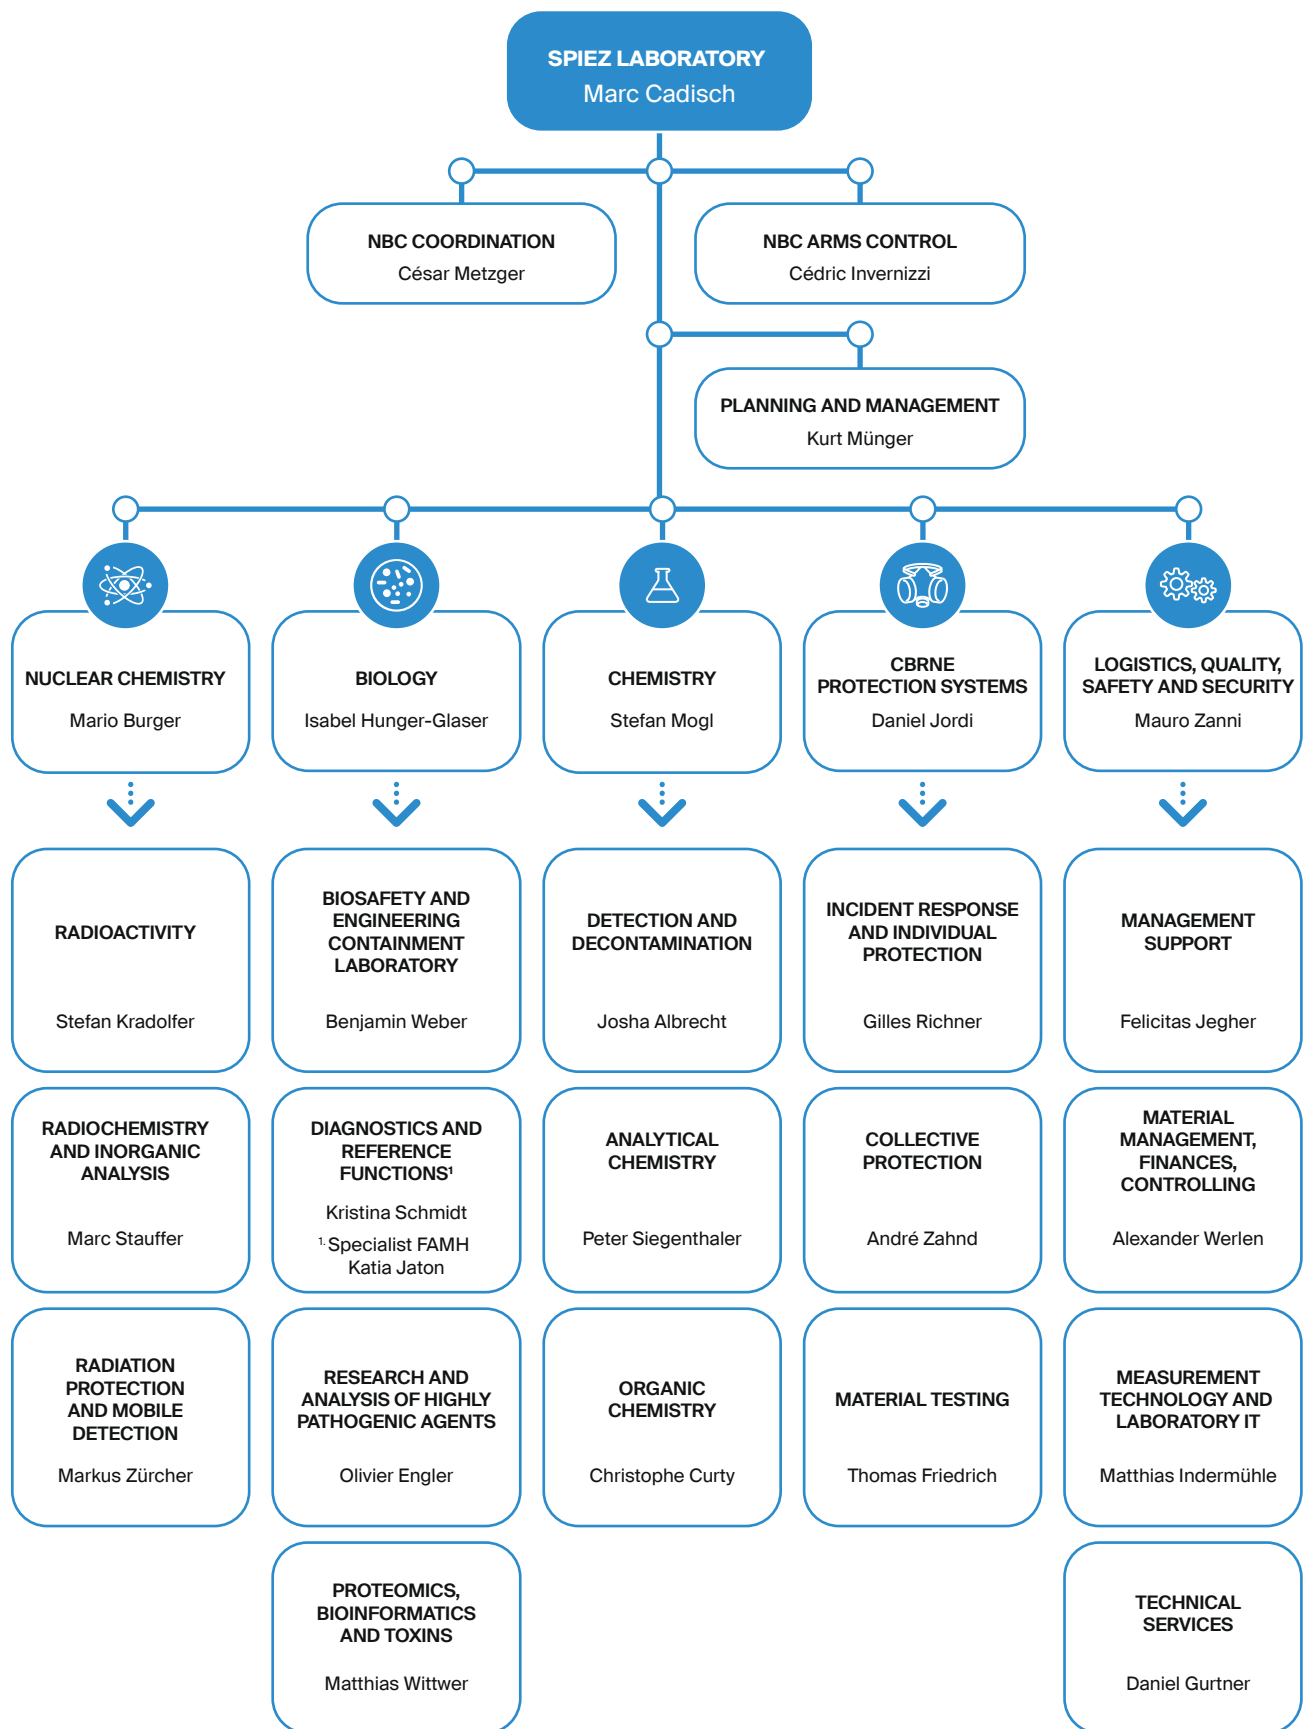 SPIEZ LABORATORY
Marc Cadisch
NBC COORDINATION
César Metzger
NBC ARMS CONTROL
Cédric Invernizzi
PLANNING AND MANAGEMENT
Kurt Münger
NUCLEAR CHEMISTRY
Mario Burger
BIOLOGY
Isabel Hunger-Glaser
CHEMISTRY
Stefan Mogl
CBRNE
PROTECTION SYSTEMS
Daniel Jordi
LOGISTICS, QUALITY,
SAFETY AND SECURITY
Mauro Zanni
RADIOACTIVITY
Stefan Kradolfer
BIOSAFETY AND
ENGINEERING
CONTAINMENT
LABORATORY
Benjamin Weber
DETECTION AND
DECONTAMINATION
Josha Albrecht
INCIDENT RESPONSE
AND INDIVIDUAL
PROTECTION
Gilles Richner
MANAGEMENT
SUPPORT
Felicitas Jegher
RADIOCHEMISTRY
AND INORGANIC
ANALYSIS
Marc Stauffer
DIAGNOSTICS AND
REFERENCE
FUNCTIONS¹
Kristina Schmidt
¹· Specialist FAMH
Katia Jaton
ANALYTICAL
CHEMISTRY
Peter Siegenthaler
COLLECTIVE
PROTECTION
André Zahnd
MATERIAL
MANAGEMENT,
FINANCES,
CONTROLLING
Alexander Werlen
RADIATION
PROTECTION
AND MOBILE
DETECTION
Markus Zürcher
RESEARCH AND
ANALYSIS OF HIGHLY
PATHOGENIC AGENTS
Olivier Engler
ORGANIC
CHEMISTRY
Christophe Curty
MATERIAL TESTING
Thomas Friedrich
MEASUREMENT
TECHNOLOGY AND
LABORATORY IT
Matthias Indermühle
PROTEOMICS,
BIOINFORMATICS
AND TOXINS
Matthias Wittwer
TECHNICAL
SERVICES
Daniel Gurtner